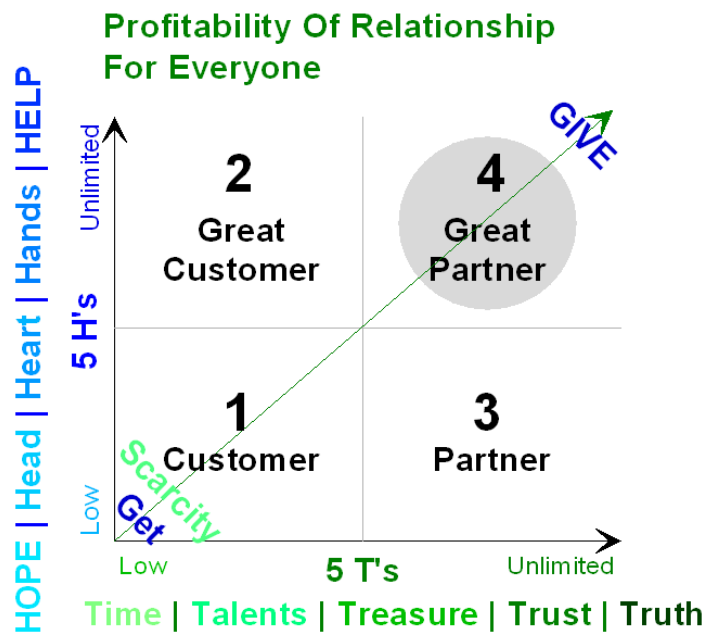 Profitability Of Relationship
For Everyone
HOPE | Head | Heart | Hands | HELP
5 H's
Unlimited
Low
2
Great
Customer
4
Great
Partner
GIVE
1
Customer
3
Partner
Scarcity
Get
Low
5 T's
Unlimited
Time | Talents | Treasure | Trust | Truth